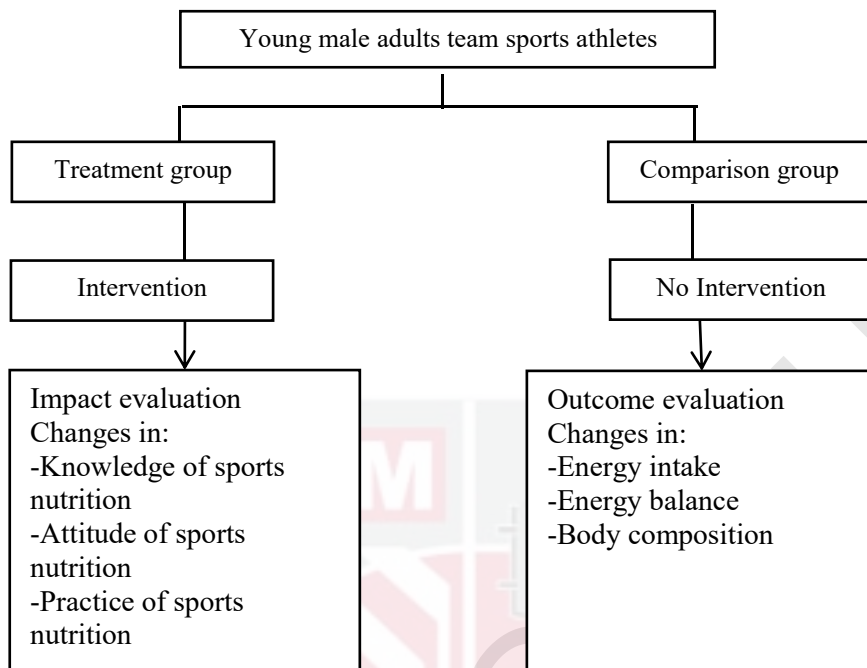 Young male adults team sports athletes
Treatment group
Comparison group
Intervention
No Intervention
Impact evaluation
Changes in:
-Knowledge of sports
nutrition
-Attitude of sports
nutrition
-Practice of sports
nutrition
Outcome evaluation
Changes in:
-Energy intake
-Energy balance
-Body composition
M